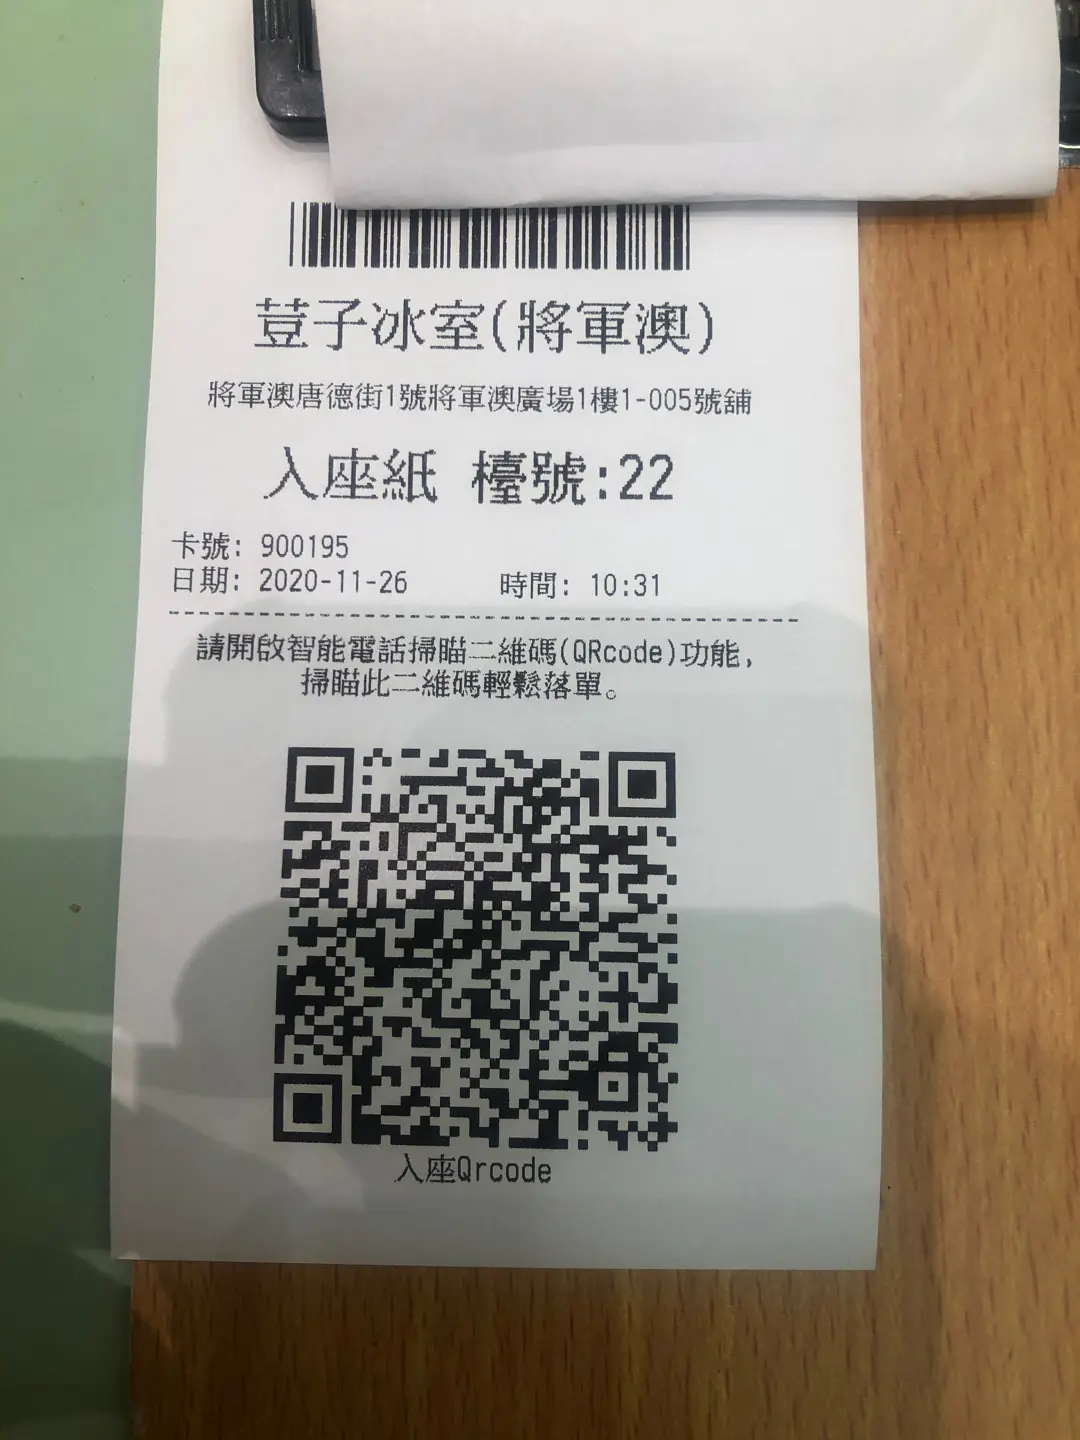 荳子冰室(將軍澳)
將軍澳唐德街1號將軍澳廣場1樓1-005號舖
入座紙 檯號:22
卡號: 900195
日期: 2020-11-26 時間: 10:31
請開啟智能電話掃瞄二維碼(QRcode)功能,
掃瞄此二維碼輕鬆落單。
入座Qrcode